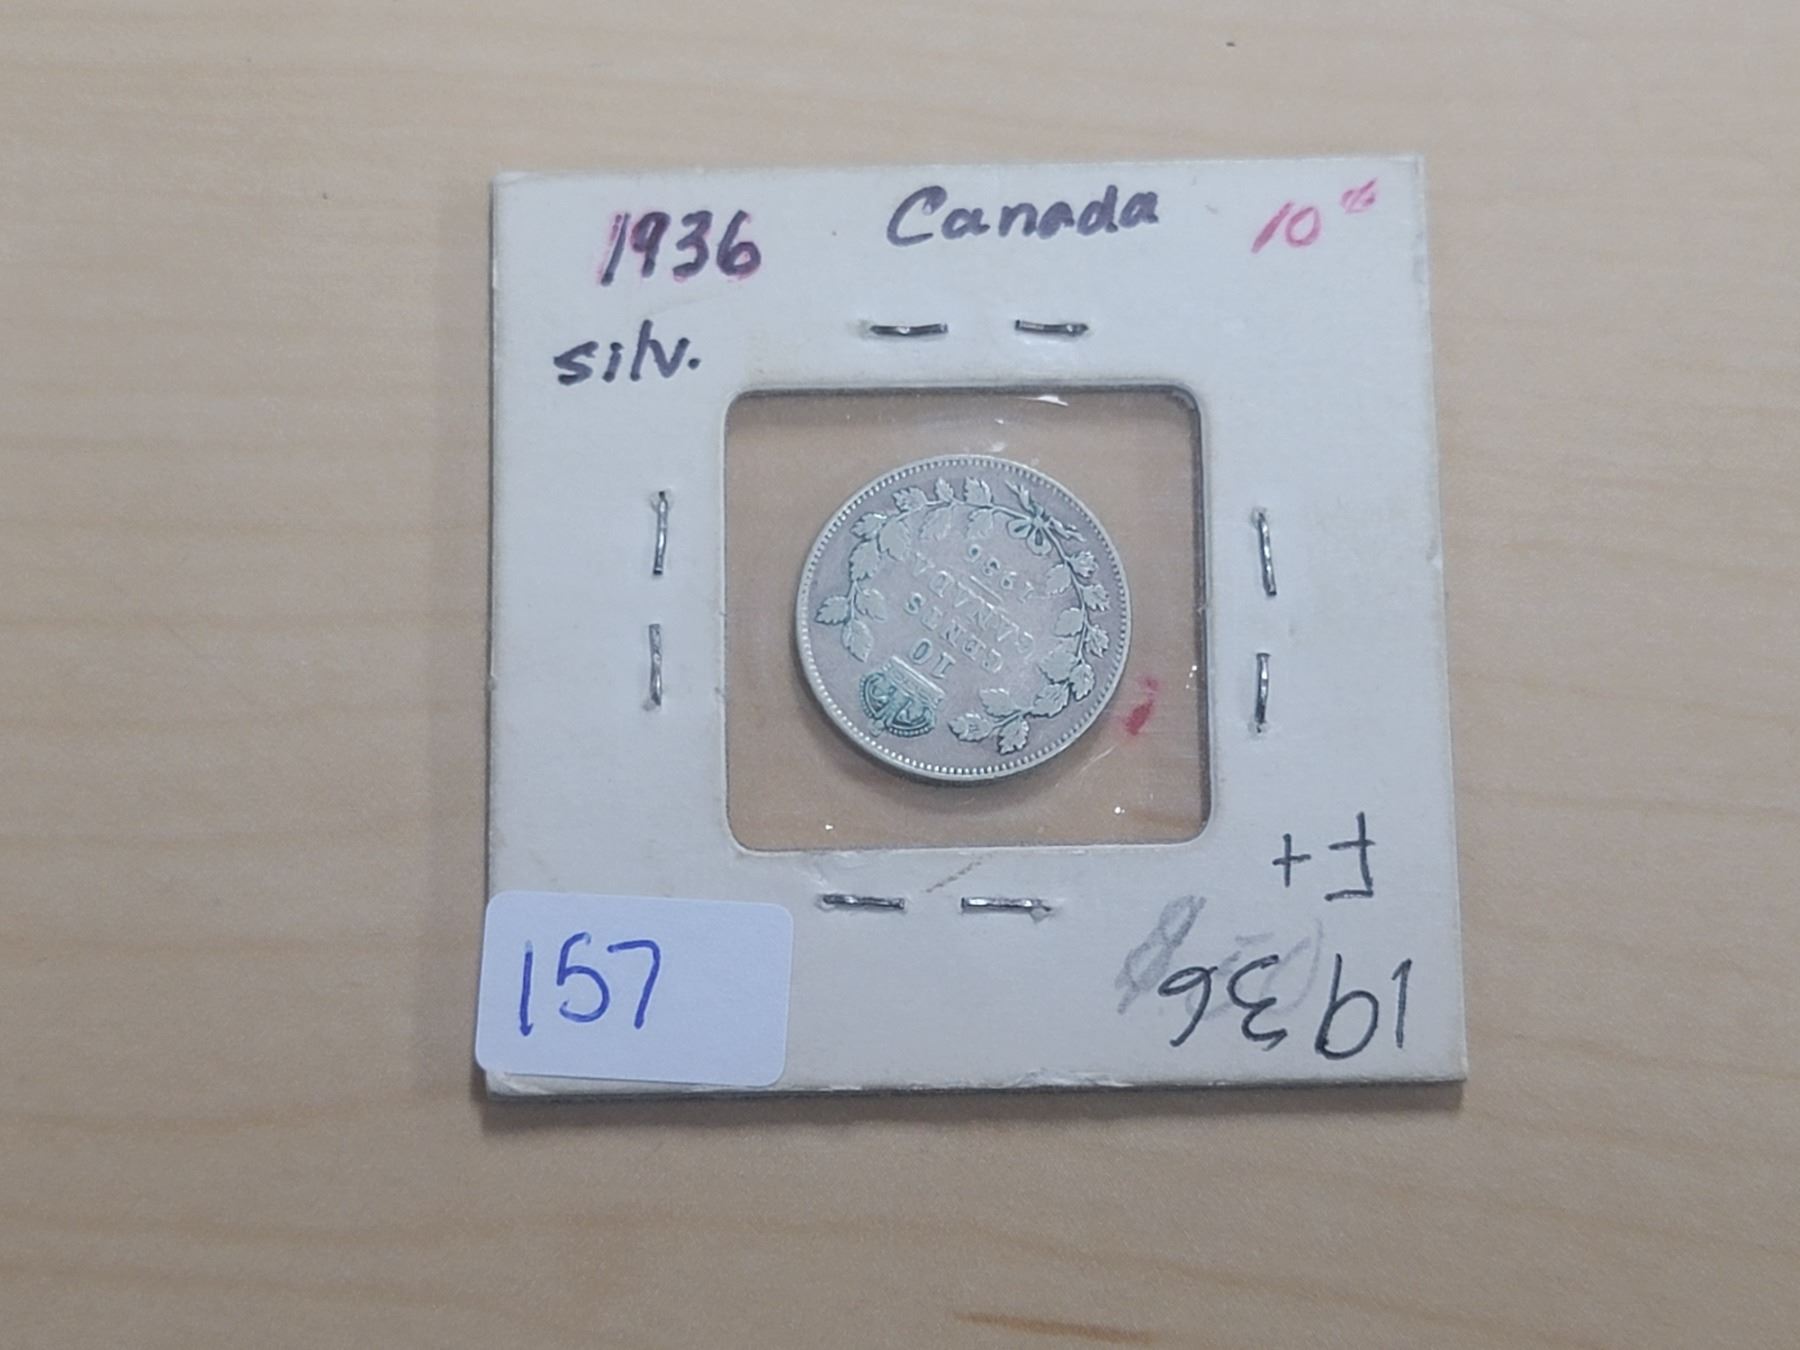 1936 Canada 10¢
silv.
10
CENTS
CANADA
1936
F+
1936
157